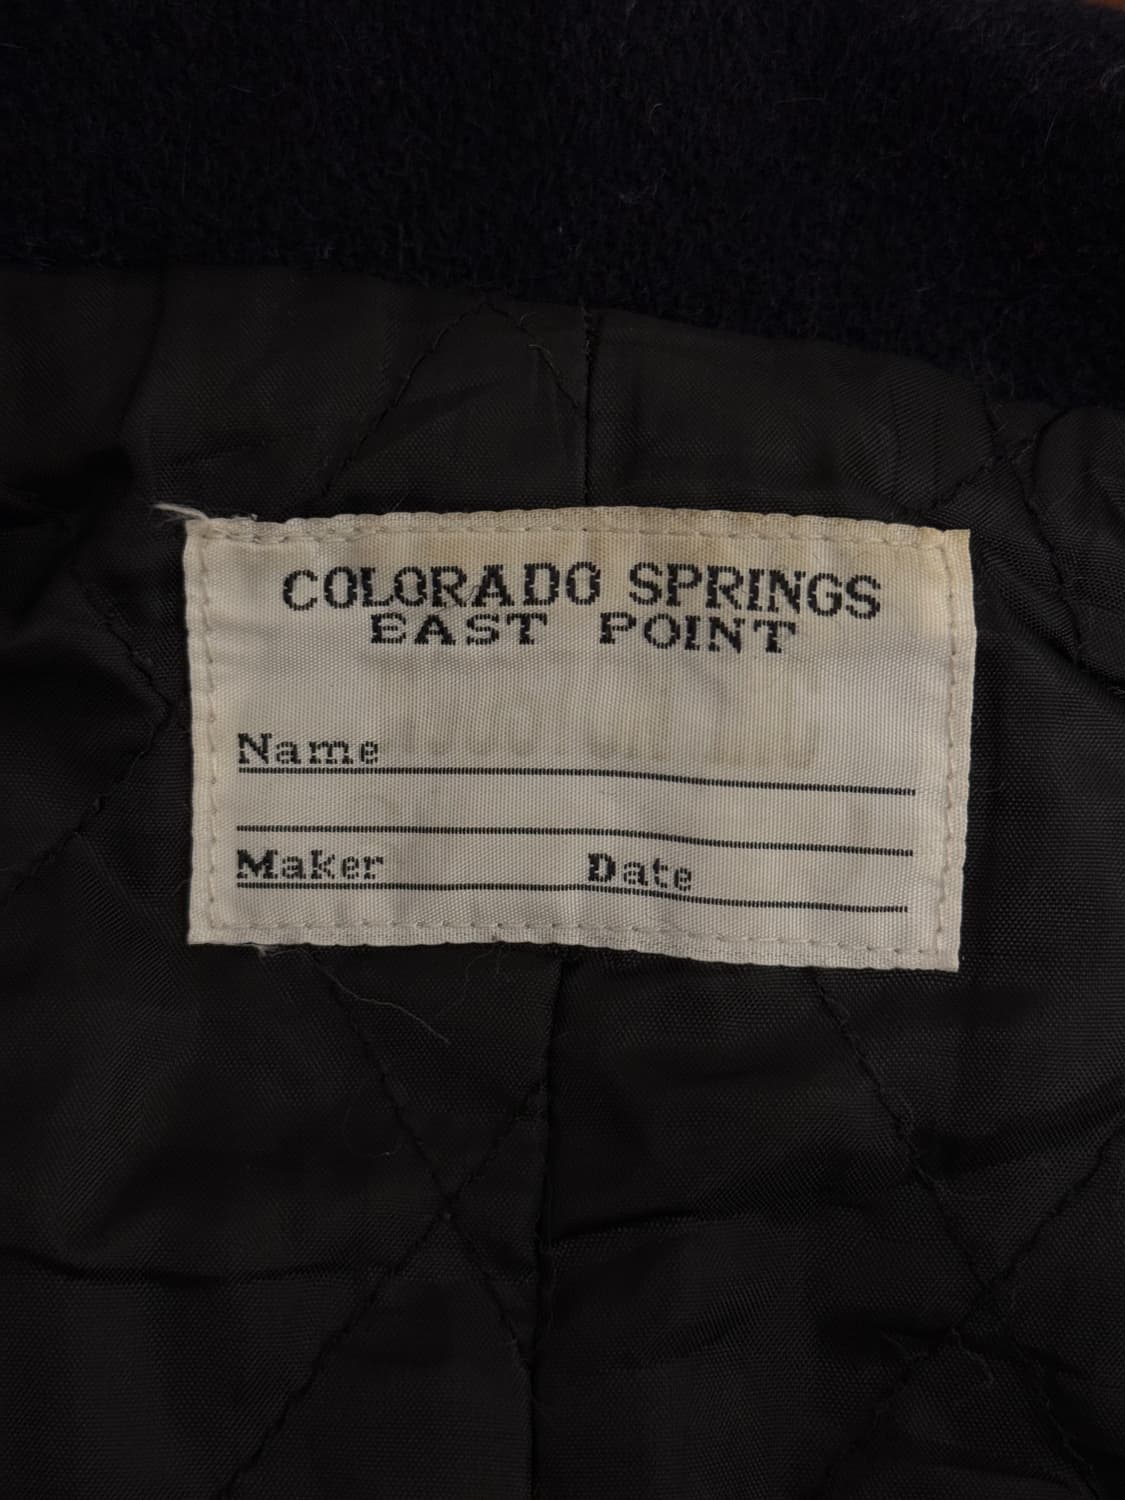 COLORADO SPRINGS
EAST POINT
Name
Maker Date